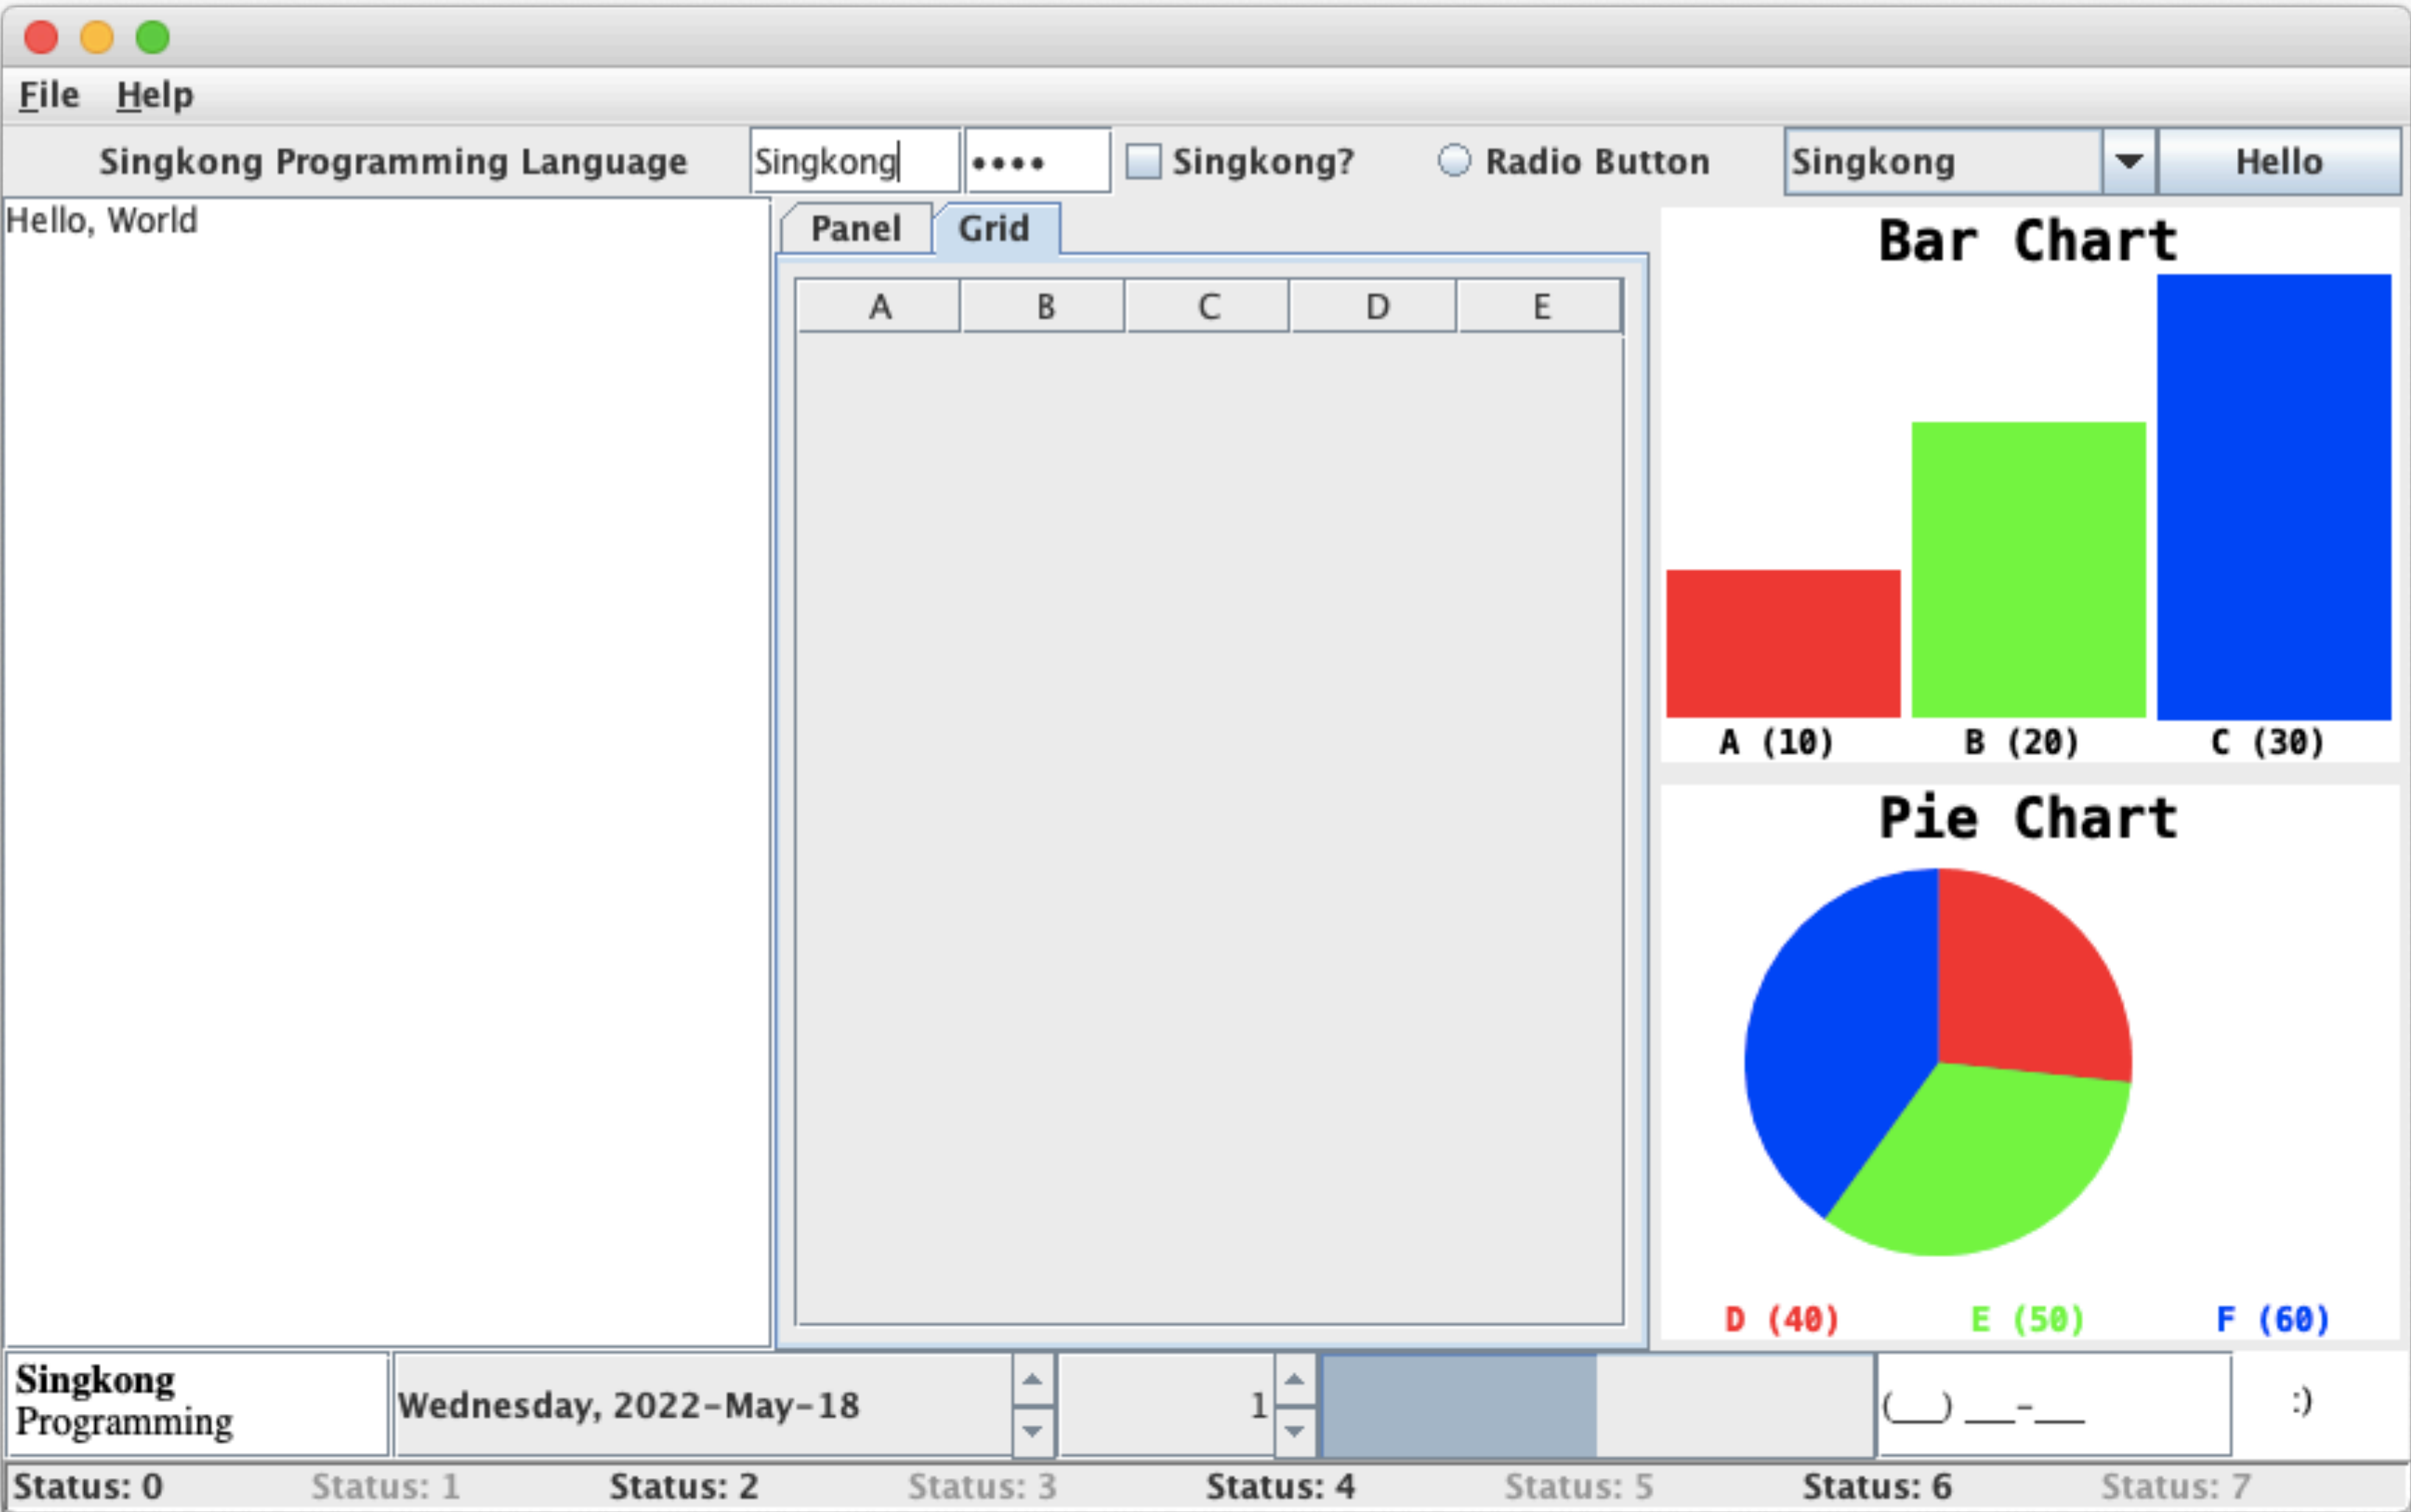 File Help
Singkong Programming Language Singkong •••• Singkong? Radio Button Singkong Hello
Hello, World
Panel Grid
A B C D E
Bar Chart
A (10) B (20) C (30)
Pie Chart
D (40) E (50) F (60)
Singkong
Programming
Wednesday, 2022-May-18
1
(___) ___-___
:)
Status: 0 Status: 1 Status: 2 Status: 3 Status: 4 Status: 5 Status: 6 Status: 7